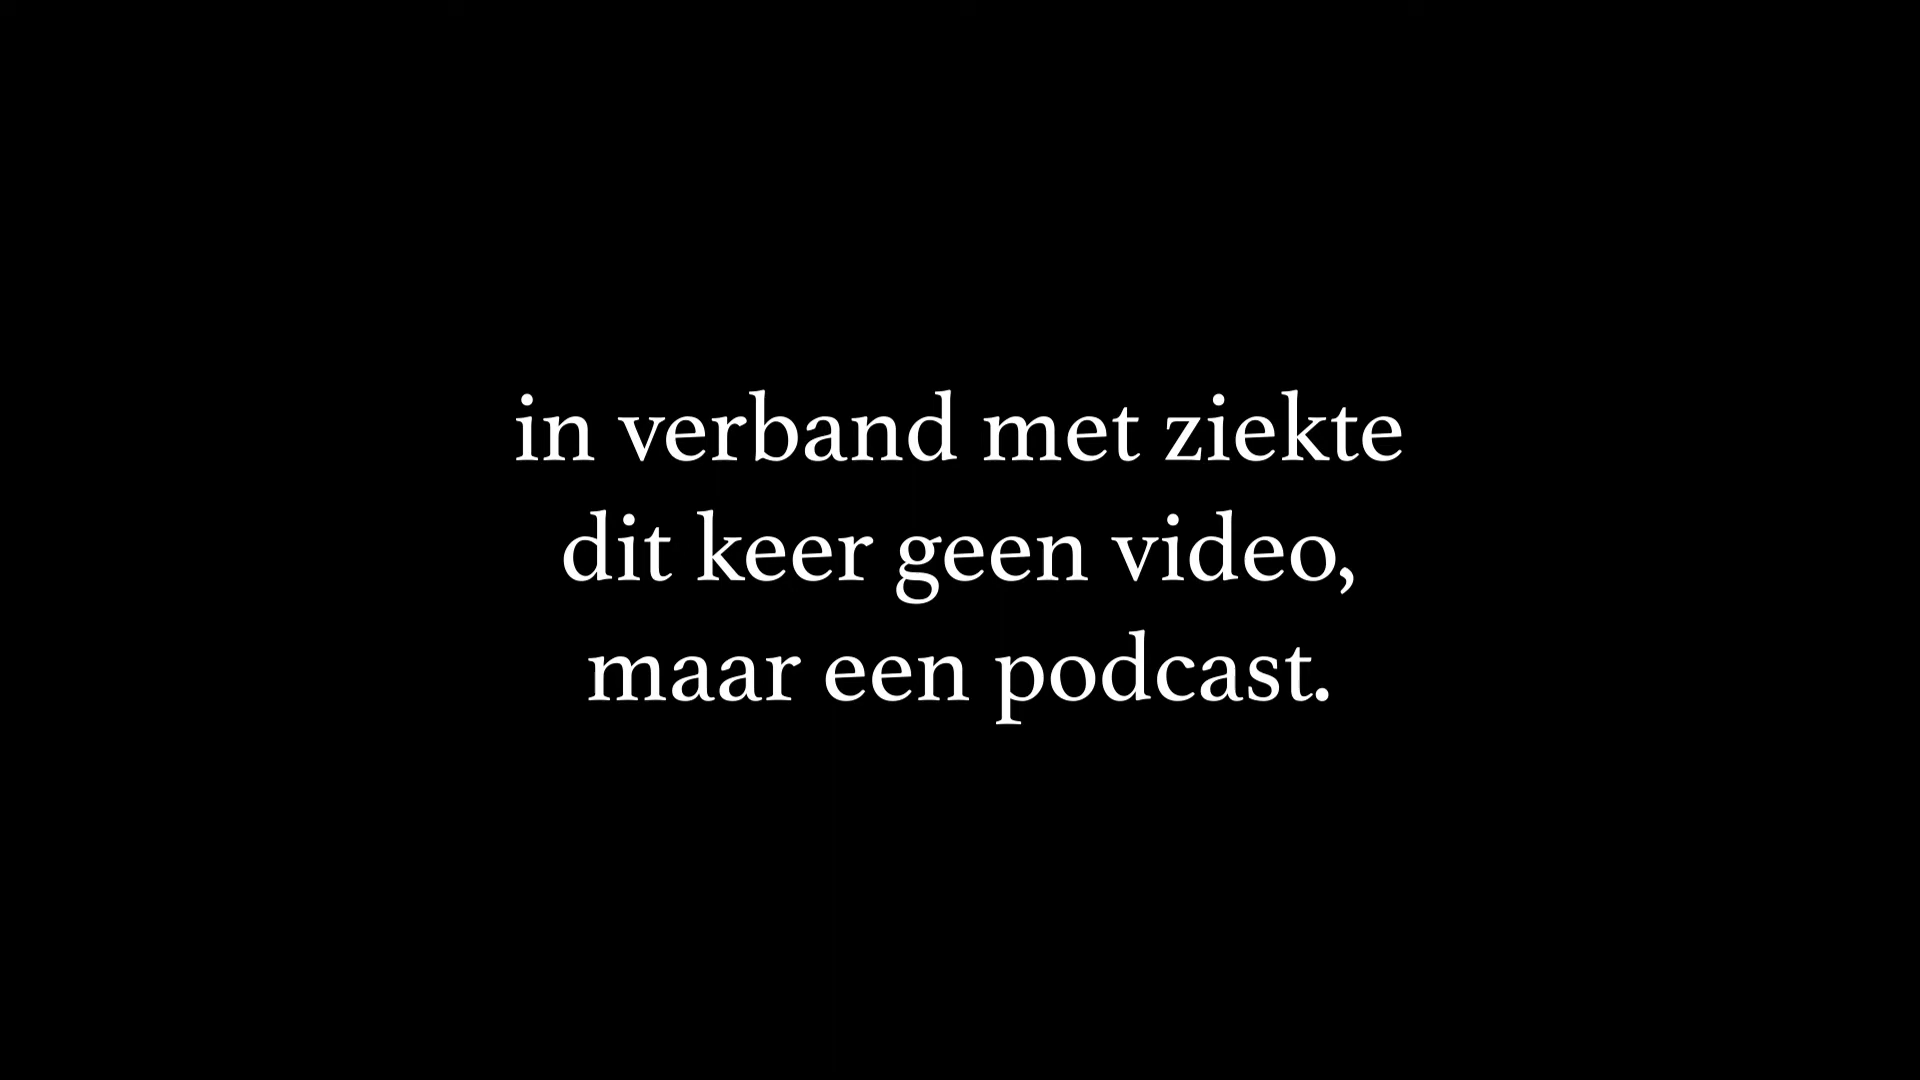 in verband met ziekte
dit keer geen video,
maar een podcast.